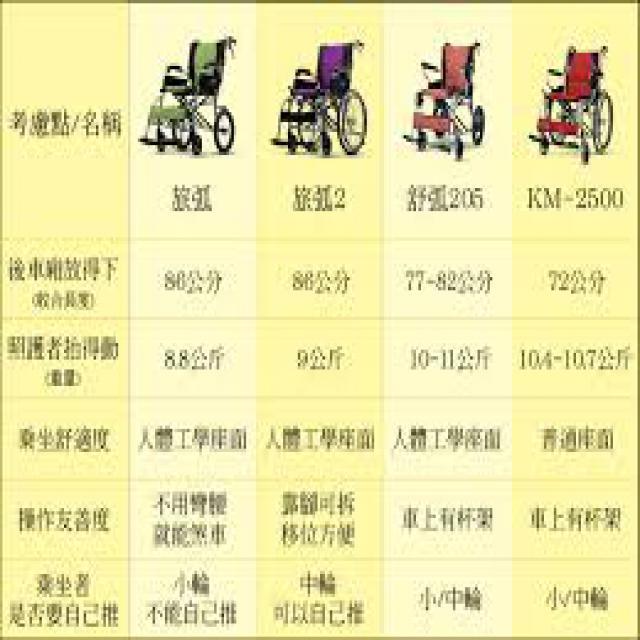 考慮點/名稱
旅弧
旅弧2
舒弧205
KM-2500
後車廂放得下
(收合長度)
86公分
86公分
77-82公分
72公分
照護者抬得動
(重量)
8.8公斤
9公斤
10-11公斤
10.4-10.7公斤
乘坐舒適度
人體工學座面
人體工學座面
人體工學座面
普通座面
操作友善度
不用彎腰
就能煞車
靠腳可拆
移位方便
車上有杯架
車上有杯架
乘坐者
是否要自己推
小輪
不能自己推
中輪
可以自己推
小/中輪
小/中輪